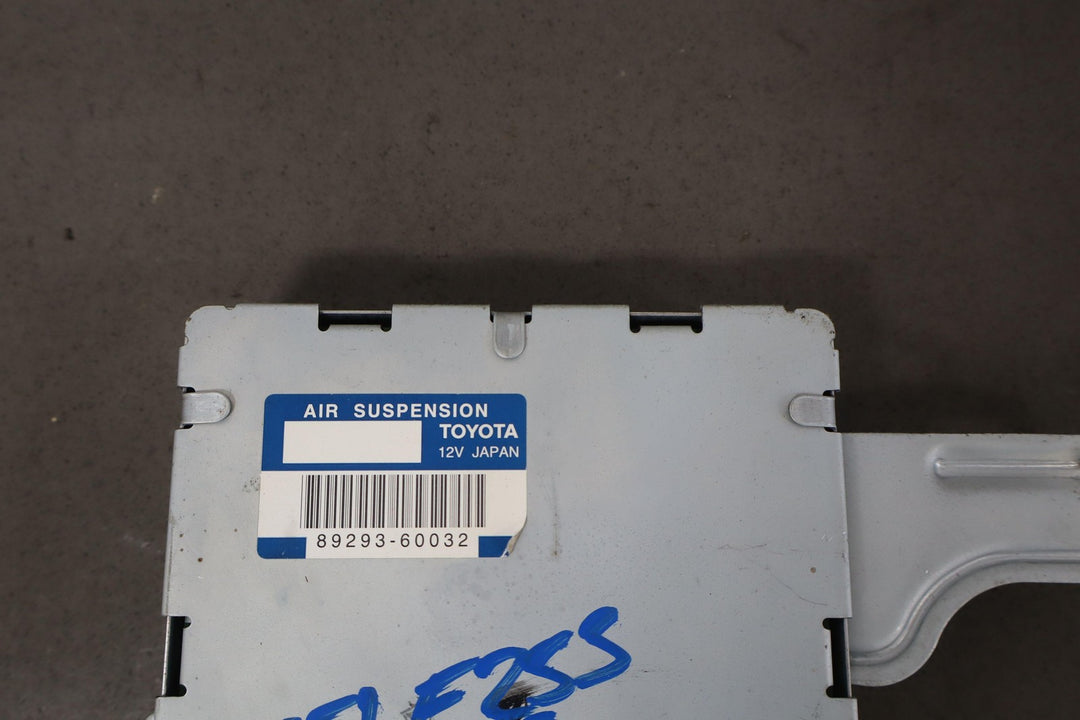 AIR SUSPENSION
TOYOTA
12V JAPAN
89293-60032